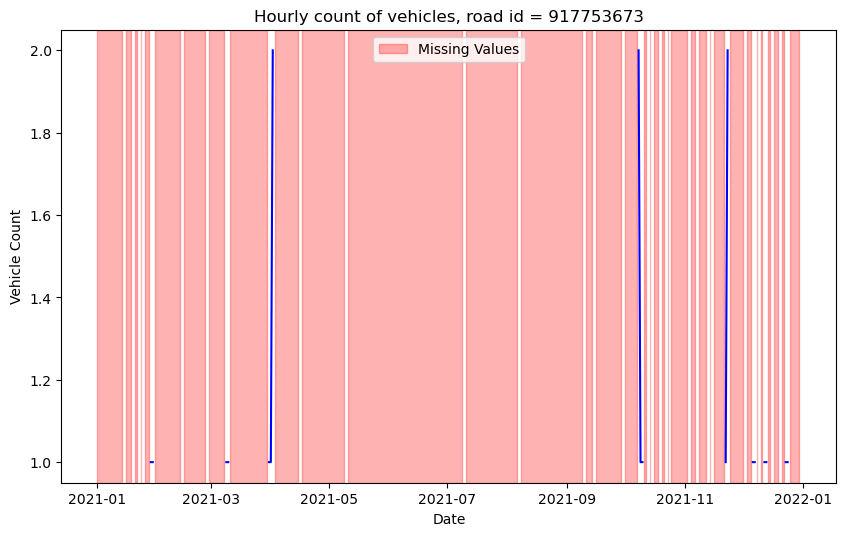 Hourly count of vehicles, road id = 917753673
Missing Values
2.0
1.8
1.6
1.4
1.2
1.0
Vehicle Count
2021-01 2021-03 2021-05 2021-07 2021-09 2021-11 2022-01
Date